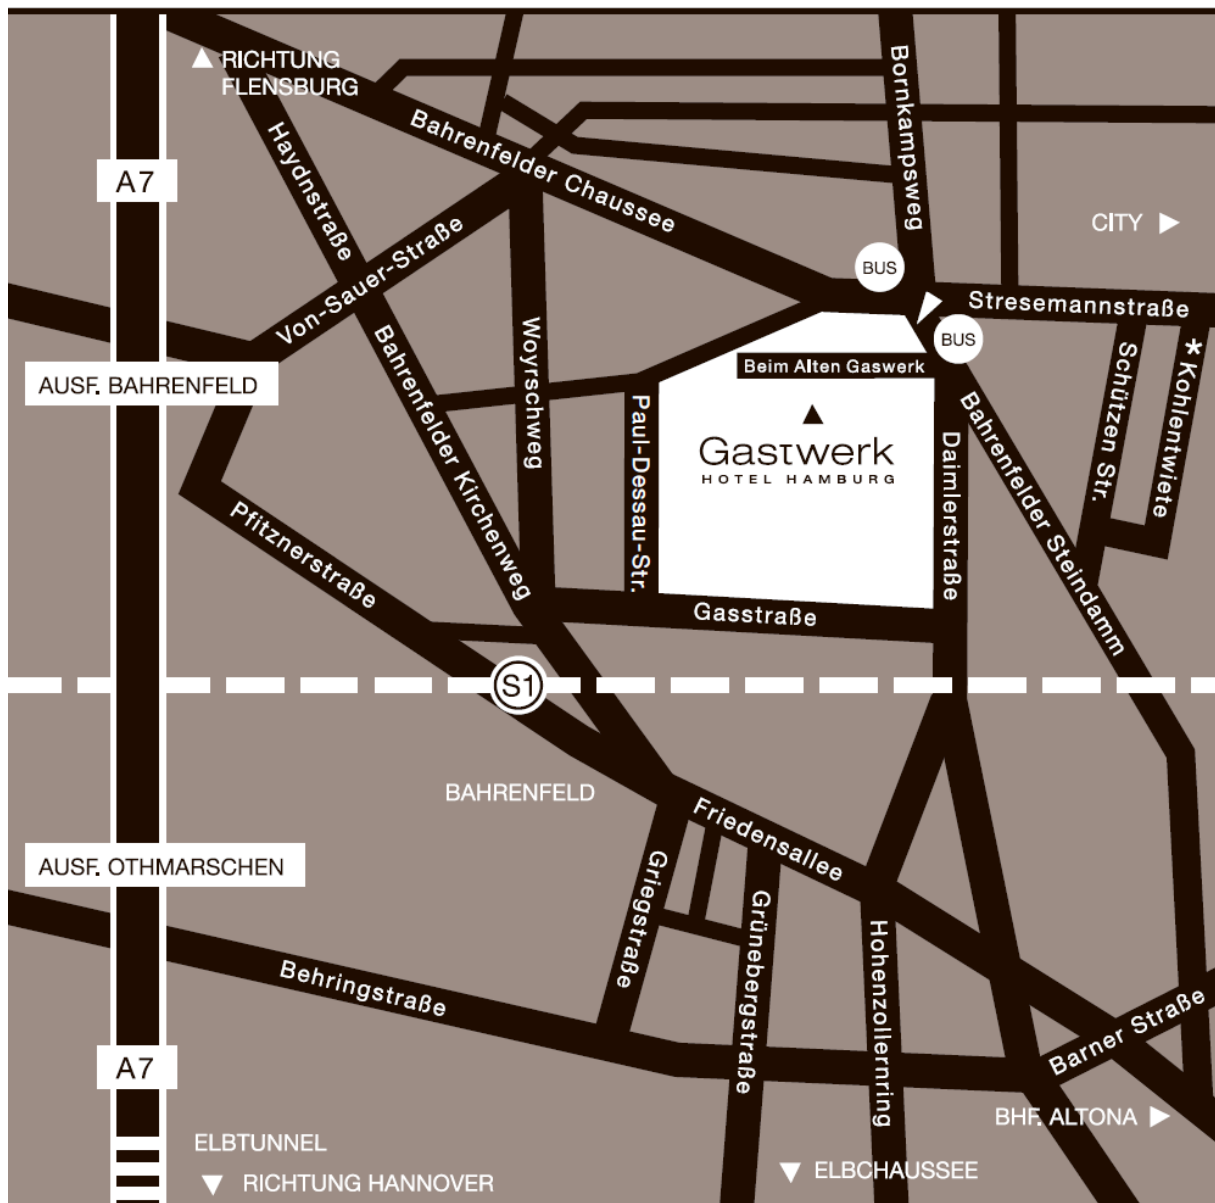 RICHTUNG
FLENSBURG
Bornkampsweg
Bahrenfelder Chaussee
Haydnstraße
A7
CITY
Von-Sauer-Straße
BUS
Stresemannstraße
BUS
Beim Alten Gaswerk
AUSF. BAHRENFELD
Bahrenfelder Kirchenweg
Woyrschweg
Paul-Dessau-Str.
Gastwerk
HOTEL HAMBURG
Daimlerstraße
Bahrenfelder Steindamm
Schützen Str.
* Kohlentwiete
Pfitznerstraße
Gasstraße
S1
BAHRENFELD
Friedensallee
AUSF. OTHMARSCHEN
Griegstraße
Grünebergstraße
Hohenzollernring
Behringstraße
Barner Straße
A7
BHF. ALTONA
ELBTUNNEL
RICHTUNG HANNOVER
ELBCHAUSSEE